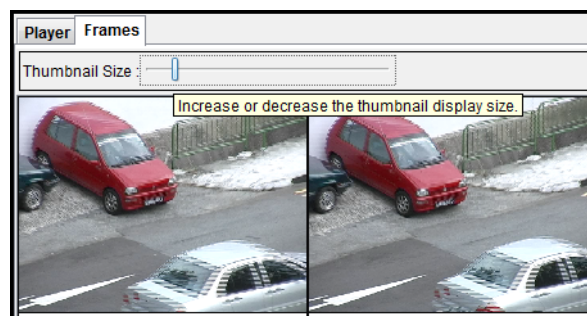 Player
Frames
Thumbnail Size :
Increase or decrease the thumbnail display size.